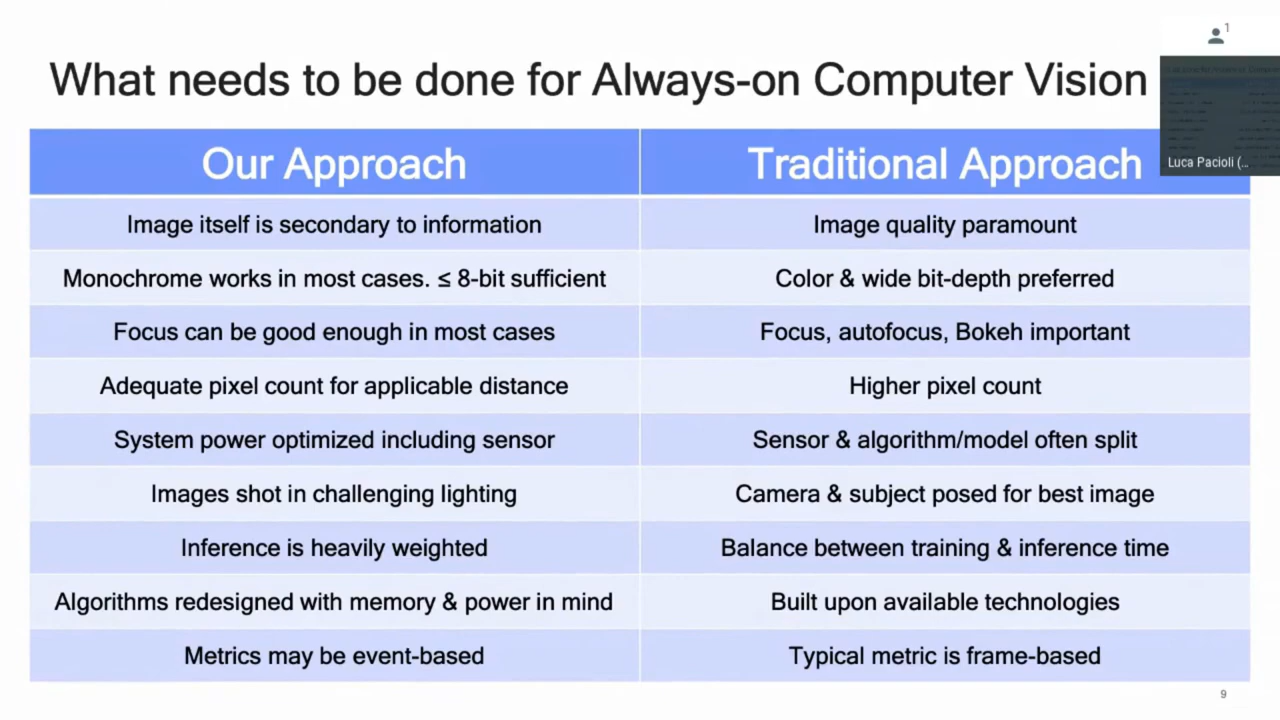 1
What needs to be done for Always-on Computer Vision
Luca Pacioli (...
Our Approach
Traditional Approach
Image itself is secondary to information
Image quality paramount
Monochrome works in most cases. ≤ 8-bit sufficient
Color & wide bit-depth preferred
Focus can be good enough in most cases
Focus, autofocus, Bokeh important
Adequate pixel count for applicable distance
Higher pixel count
System power optimized including sensor
Sensor & algorithm/model often split
Images shot in challenging lighting
Camera & subject posed for best image
Inference is heavily weighted
Balance between training & inference time
Algorithms redesigned with memory & power in mind
Built upon available technologies
Metrics may be event-based
Typical metric is frame-based
9